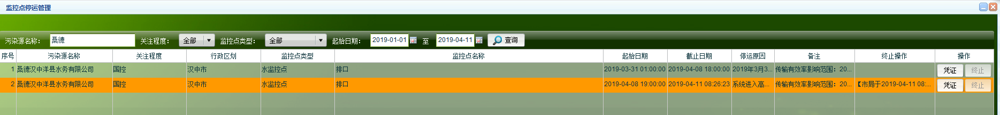 监控点停运管理
污染源名称： 桑德 关注程度： 全部 监控点类型： 全部 起始日期： 2019-01-01 至 2019-04-11 查询
序号 污染源名称 关注程度 行政区划 监控点类型 监控点名称 起始日期 截止日期 停运原因 备注 终止操作 操作
1 桑德汉中洋县水务有限公司 国控 汉中市 水监控点 排口 2019-03-31 01:00:00 2019-04-08 18:00:00 2019年3月3... 传输有效率影响范围：20... 凭证 终止
2 桑德汉中洋县水务有限公司 国控 汉中市 水监控点 排口 2019-04-08 19:00:00 2019-04-11 08:26:23 系统进入高... 传输有效率影响范围：20... 【市局于2019-04-11 08:... 凭证 终止